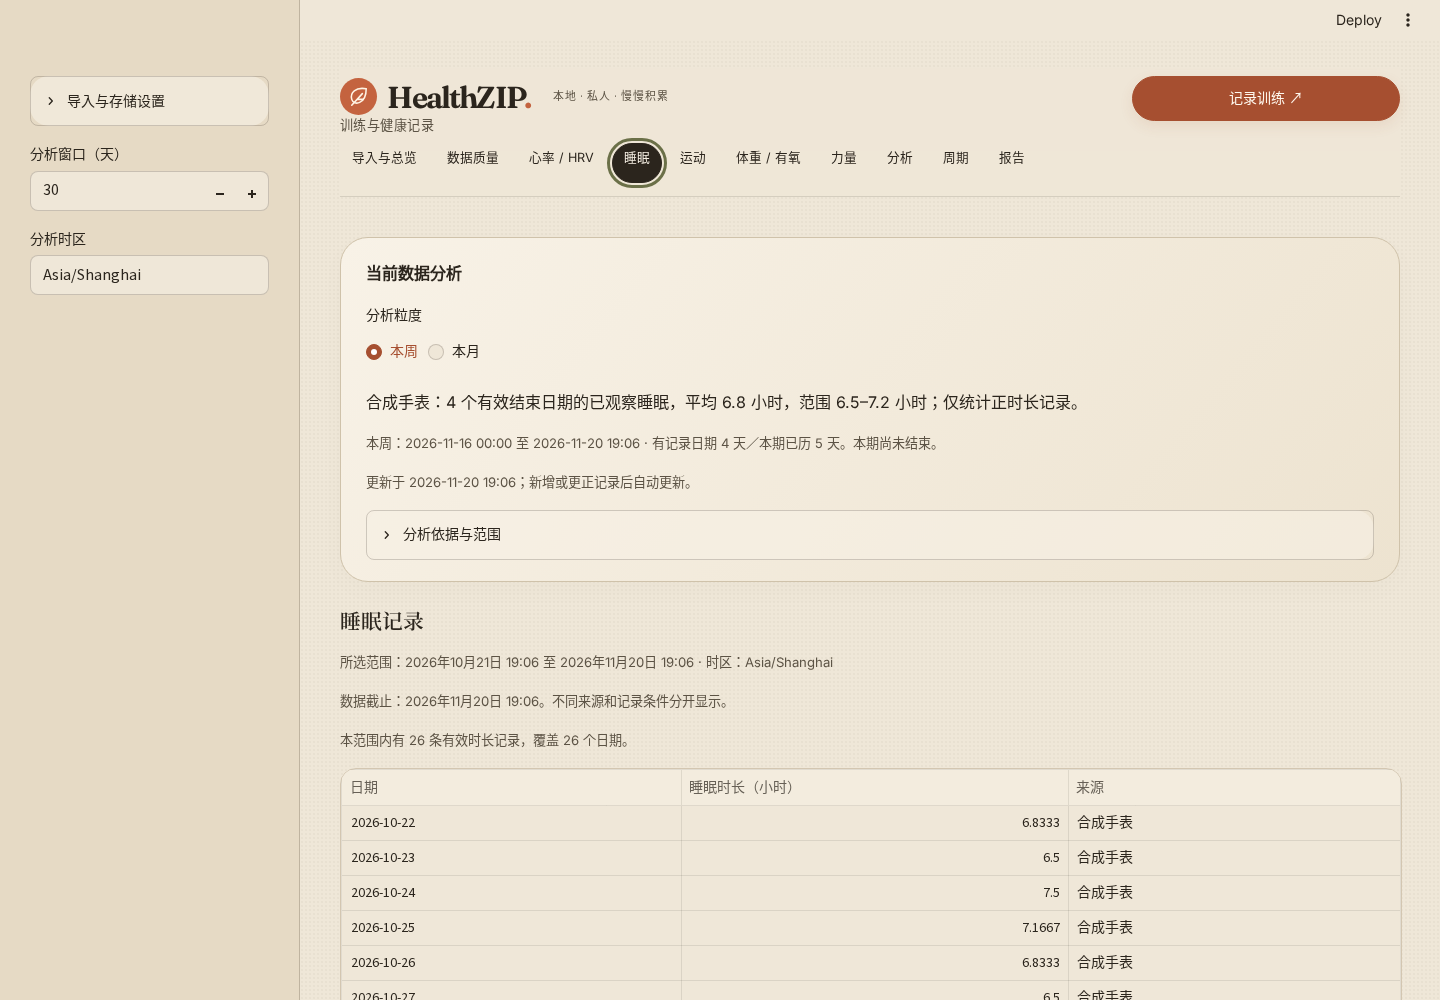 Deploy
导入与存储设置
分析窗口（天）
30
分析时区
Asia/Shanghai
HealthZIP.
本地 · 私人 · 慢慢积累
记录训练 ↗
训练与健康记录
导入与总览 数据质量 心率 / HRV 睡眠 运动 体重 / 有氧 力量 分析 周期 报告
当前数据分析
分析粒度
本周 本月
合成手表：4 个有效结束日期的已观察睡眠，平均 6.8 小时，范围 6.5–7.2 小时；仅统计正时长记录。
本周：2026-11-16 00:00 至 2026-11-20 19:06 · 有记录日期 4 天／本期已历 5 天。本期尚未结束。
更新于 2026-11-20 19:06；新增或更正记录后自动更新。
分析依据与范围
睡眠记录
所选范围：2026年10月21日 19:06 至 2026年11月20日 19:06 · 时区：Asia/Shanghai
数据截止：2026年11月20日 19:06。不同来源和记录条件分开显示。
本范围内有 26 条有效时长记录，覆盖 26 个日期。
日期 睡眠时长（小时） 来源
2026-10-22 6.8333 合成手表
2026-10-23 6.5 合成手表
2026-10-24 7.5 合成手表
2026-10-25 7.1667 合成手表
2026-10-26 6.8333 合成手表
2026-10-27 6.5 合成手表